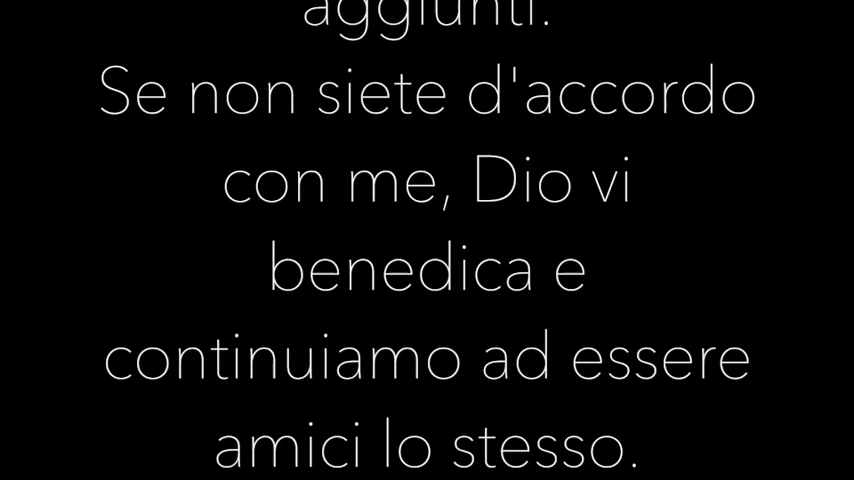 aggiunti.
Se non siete d'accordo
con me, Dio vi
benedica e
continuiamo ad essere
amici lo stesso.